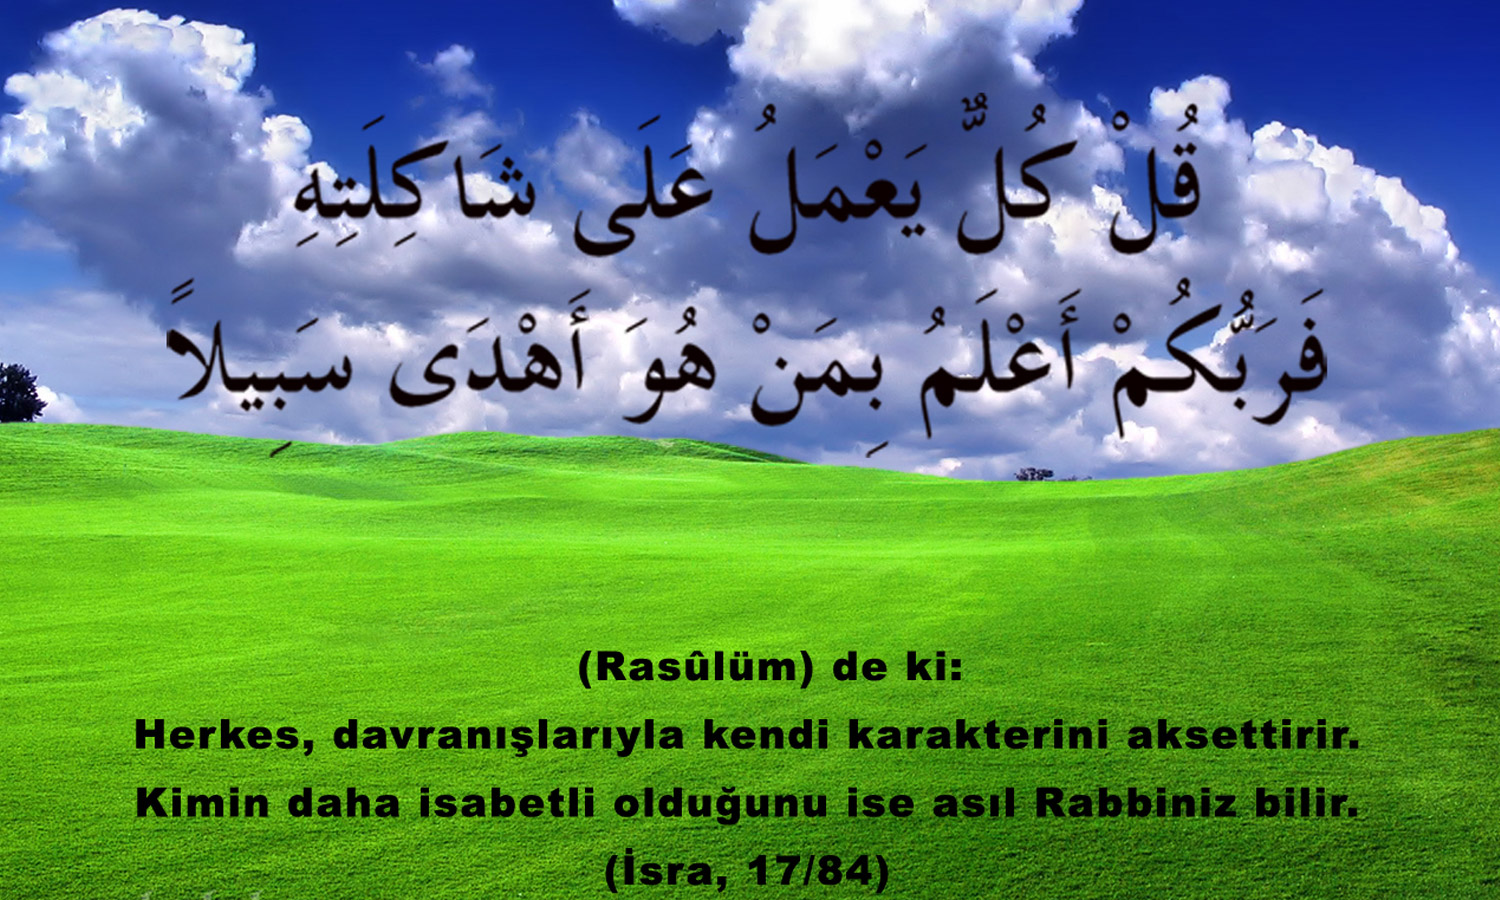 قُلْ كُلٌّ يَعْمَلُ عَلَى شَاكِلَتِهِ
فَرَبُّكُمْ أَعْلَمُ بِمَنْ هُوَ أَهْدَى سَبِيلاً
(Rasûlüm) de ki:
Herkes, davranışlarıyla kendi karakterini aksettirir.
Kimin daha isabetli olduğunu ise asıl Rabbiniz bilir.
(İsra, 17/84)